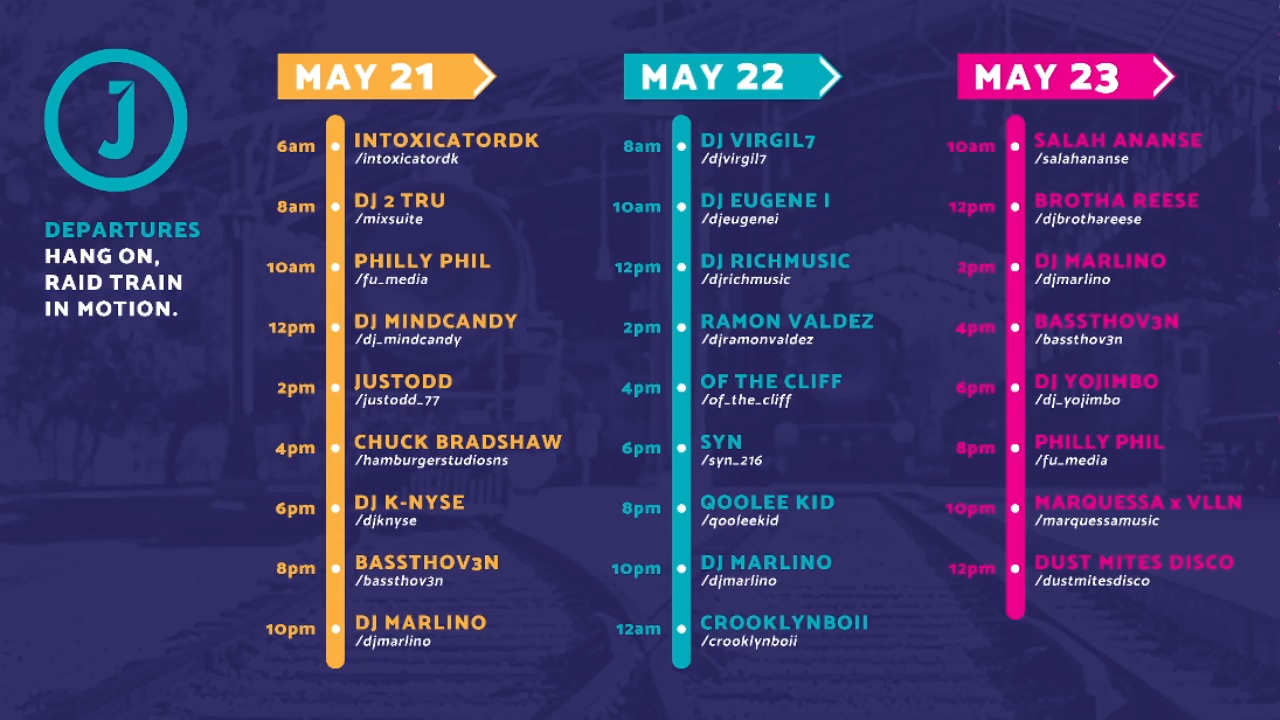 J
DEPARTURES
HANG ON,
RAID TRAIN
IN MOTION.
MAY 21
6am INTOXICATORDK
/intoxicatordk
8am DJ 2 TRU
/mixsuite
10am PHILLY PHIL
/fu_media
12pm DJ MINDCANDY
/dj_mindcandy
2pm JUSTODD
/justodd_77
4pm CHUCK BRADSHAW
/hamburgerstudiosns
6pm DJ K-NYSE
/djknyse
8pm BASSTHOV3N
/bassthov3n
10pm DJ MARLINO
/djmarlino
MAY 22
8am DJ VIRGIL7
/djvirgil7
10am DJ EUGENE I
/djeugenei
12pm DJ RICHMUSIC
/djrichmusic
2pm RAMON VALDEZ
/djramonvaldez
4pm OF THE CLIFF
/of_the_cliff
6pm SYN
/syn_216
8pm QOOLEE KID
/qooleekid
10pm DJ MARLINO
/djmarlino
12am CROOKLYNBOII
/crooklynboii
MAY 23
10am SALAH ANANSE
/salahananse
12pm BROTHA REESE
/djbrothareese
2pm DJ MARLINO
/djmarlino
4pm BASSTHOV3N
/bassthov3n
6pm DJ YOJIMBO
/dj_yojimbo
8pm PHILLY PHIL
/fu_media
10pm MARQUESSA x VLLN
/marquessamusic
12pm DUST MITES DISCO
/dustmitesdisco